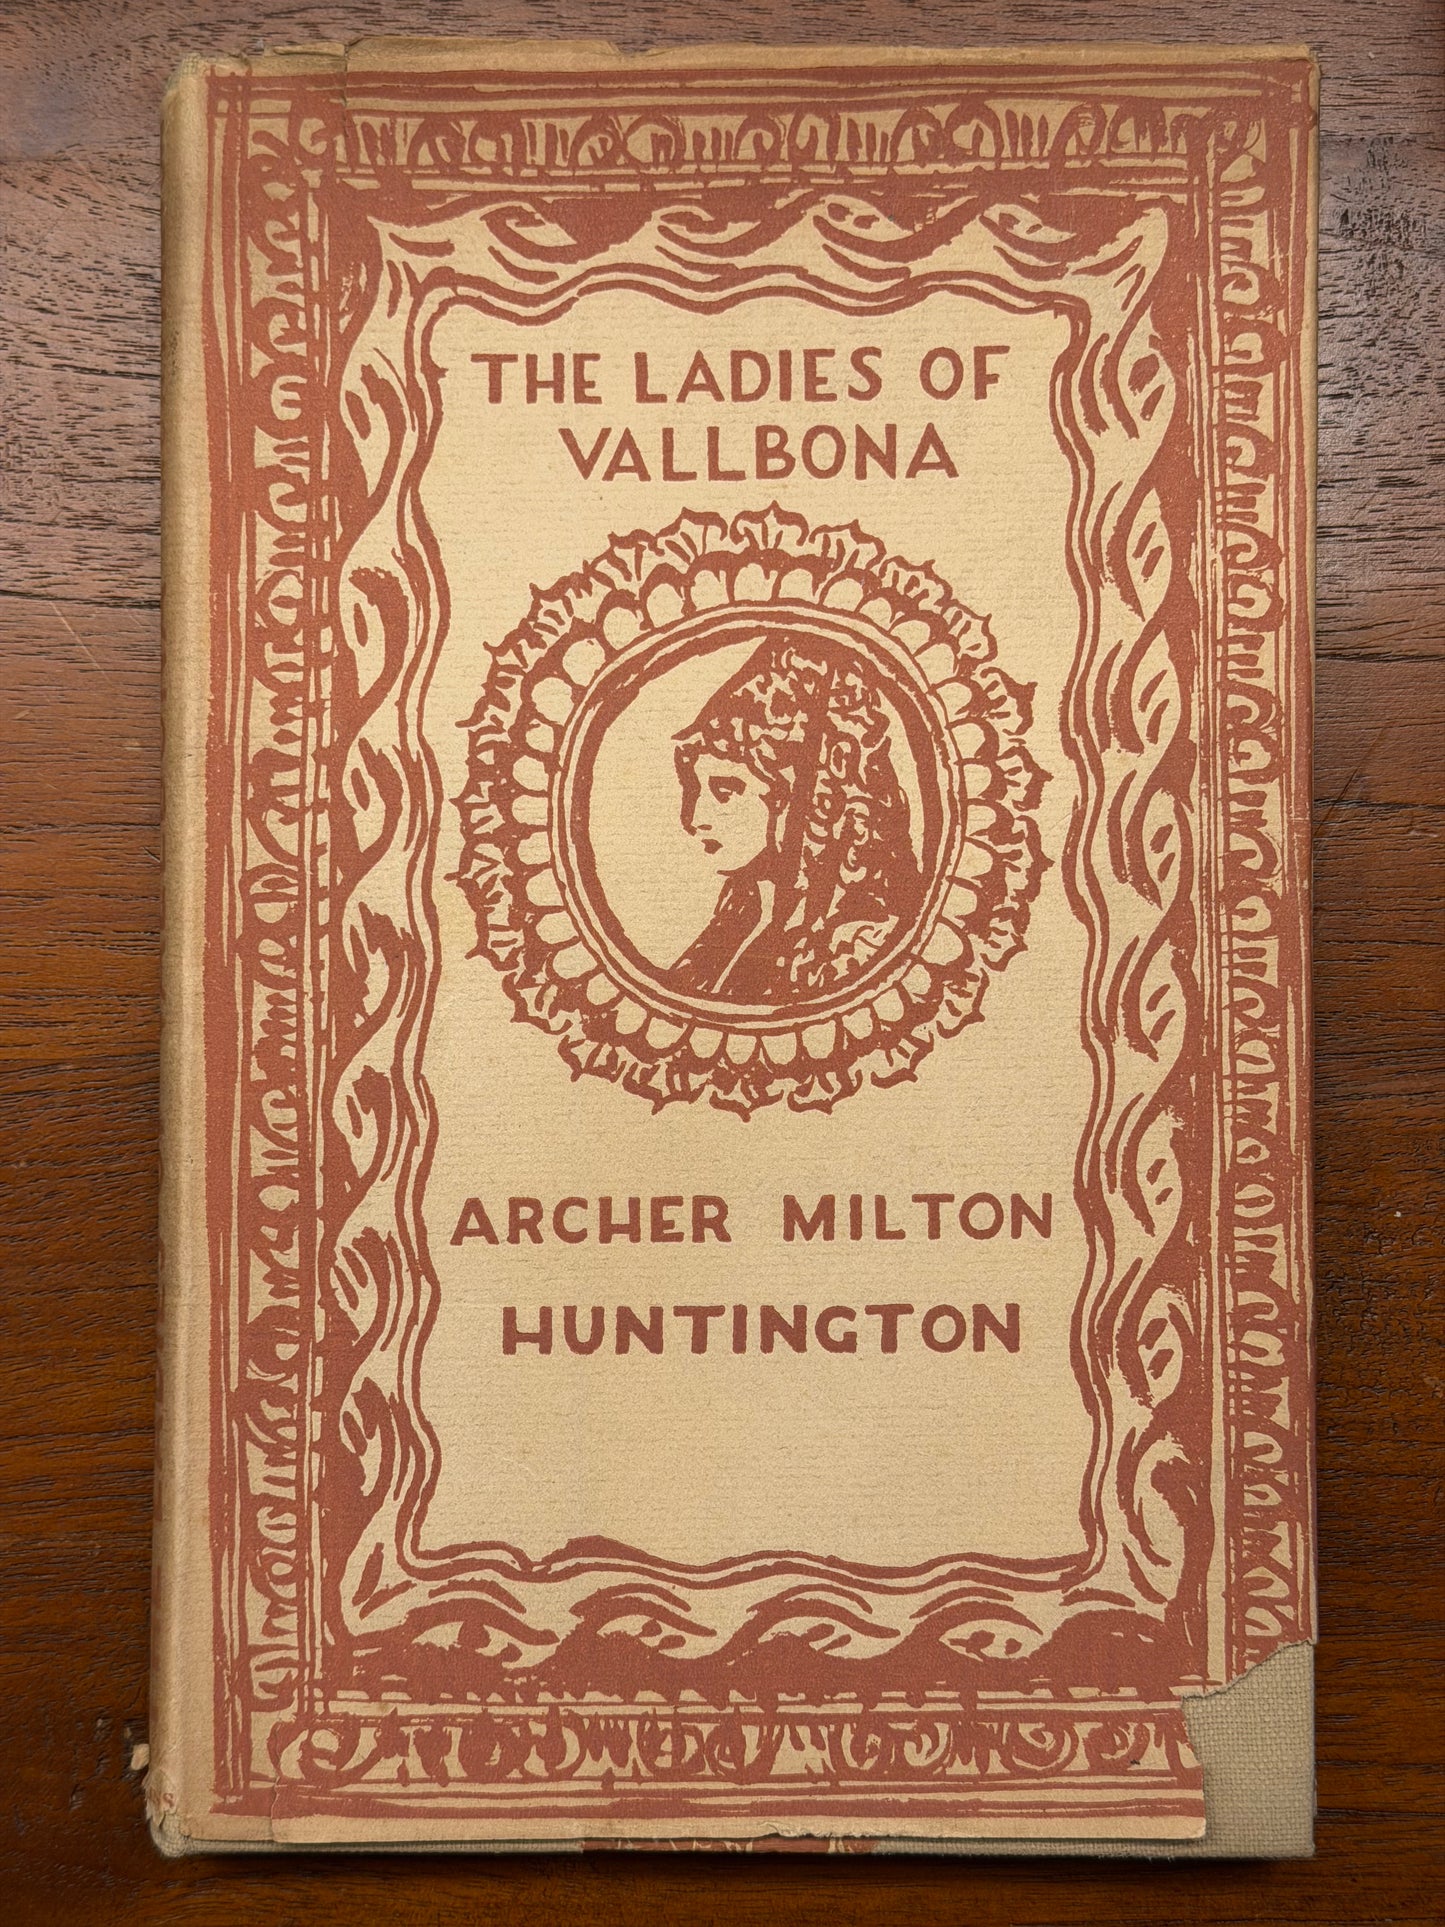 THE LADIES OF
VALLBONA
ARCHER MILTON
HUNTINGTON